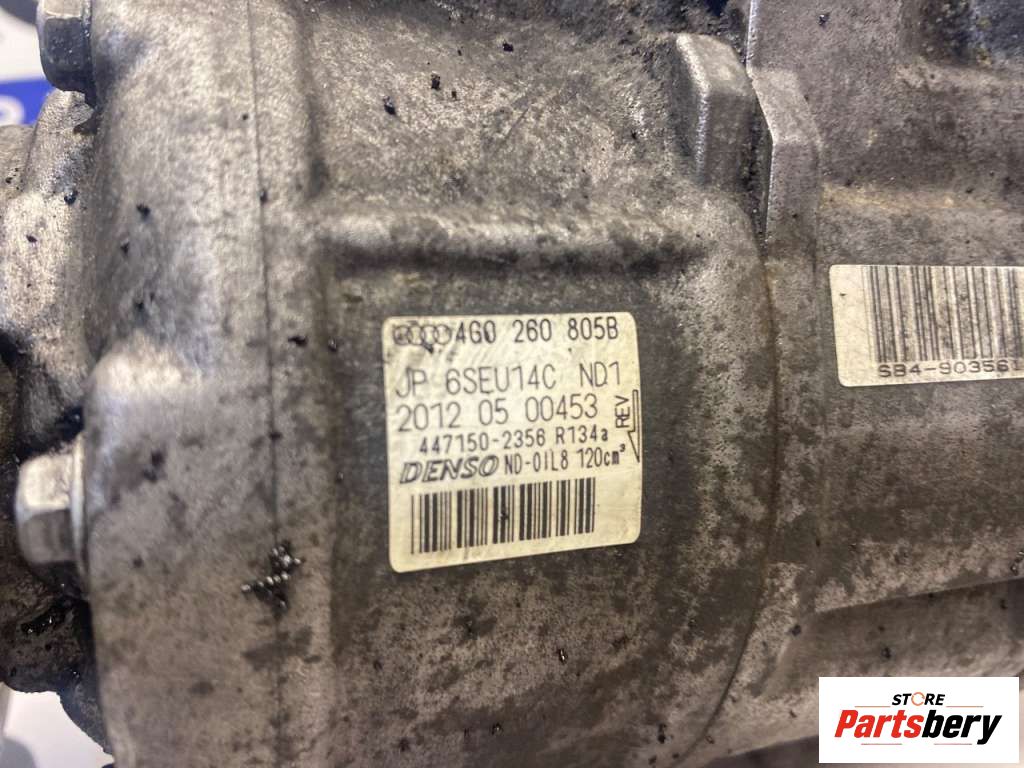 4G0 260 805B
JP 6SEU14C ND1
2012 05 00453
REV
447150-2356 R134a
DENSO ND-OIL8 120cm³
SB4-903561
STORE
Partsbery